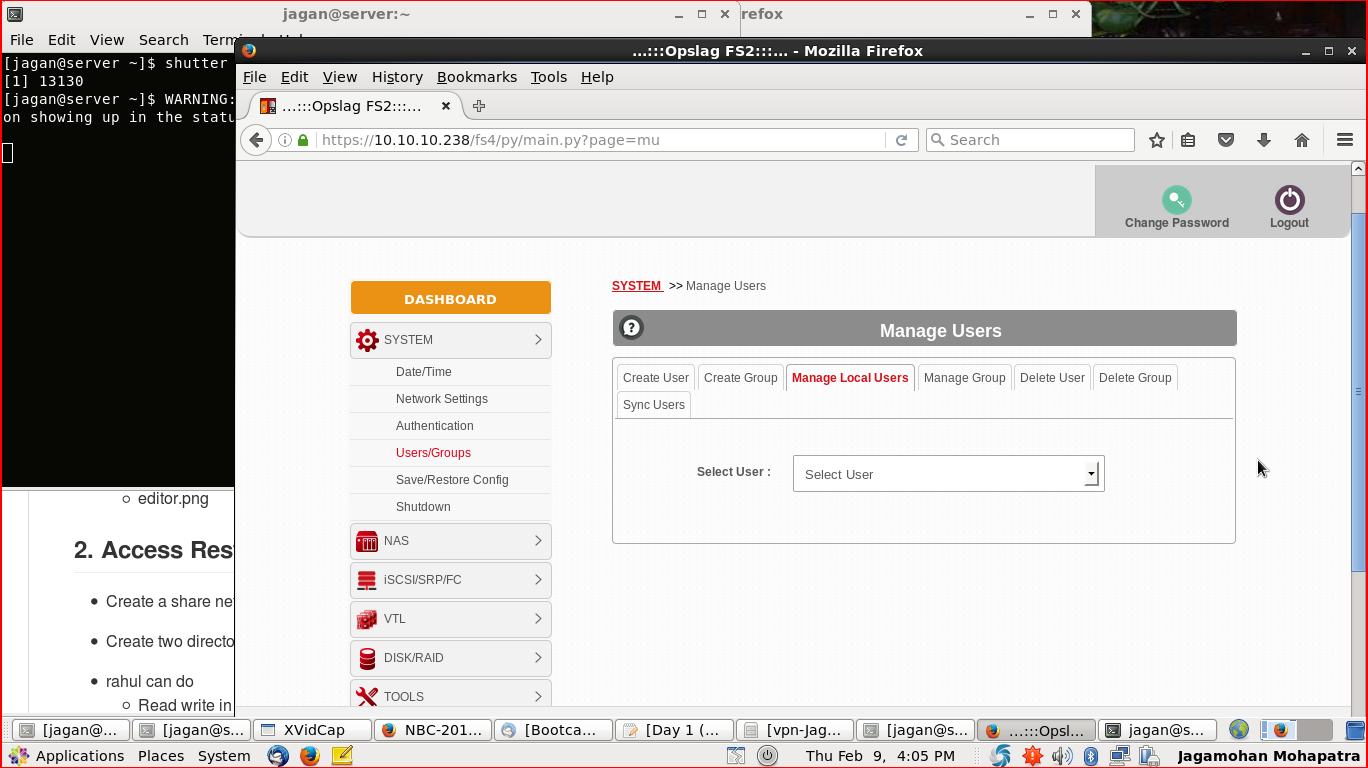 jagan@server:~
refox
File Edit View Search
[jagan@server ~]$ shutter
[1] 13130
[jagan@server ~]$ WARNING:
on showing up in the
...:::Opslag FS2:::... - Mozilla Firefox
File Edit View History Bookmarks Tools Help
...:::Opslag FS2:::...
https://10.10.10.238/fs4/py/main.py?page=mu
Search
Change Password
Logout
DASHBOARD
SYSTEM
Date/Time
Network Settings
Authentication
Users/Groups
Save/Restore Config
Shutdown
NAS
iSCSI/SRP/FC
VTL
DISK/RAID
TOOLS
SYSTEM >> Manage Users
Manage Users
Create User Create Group Manage Local Users Manage Group Delete User Delete Group
Sync Users
Select User :
Select User
editor.png
2. Access Res
Create a share ne
Create two directo
rahul can do
Read write in
[jagan@... [jagan@s... XVidCap NBC-201... [Bootca... [Day 1 (... [vpn-Jag... [jagan@s... ...:::Opsl... jagan@s...
Applications Places System
Thu Feb 9, 4:05 PM
Jagamohan Mohapatra